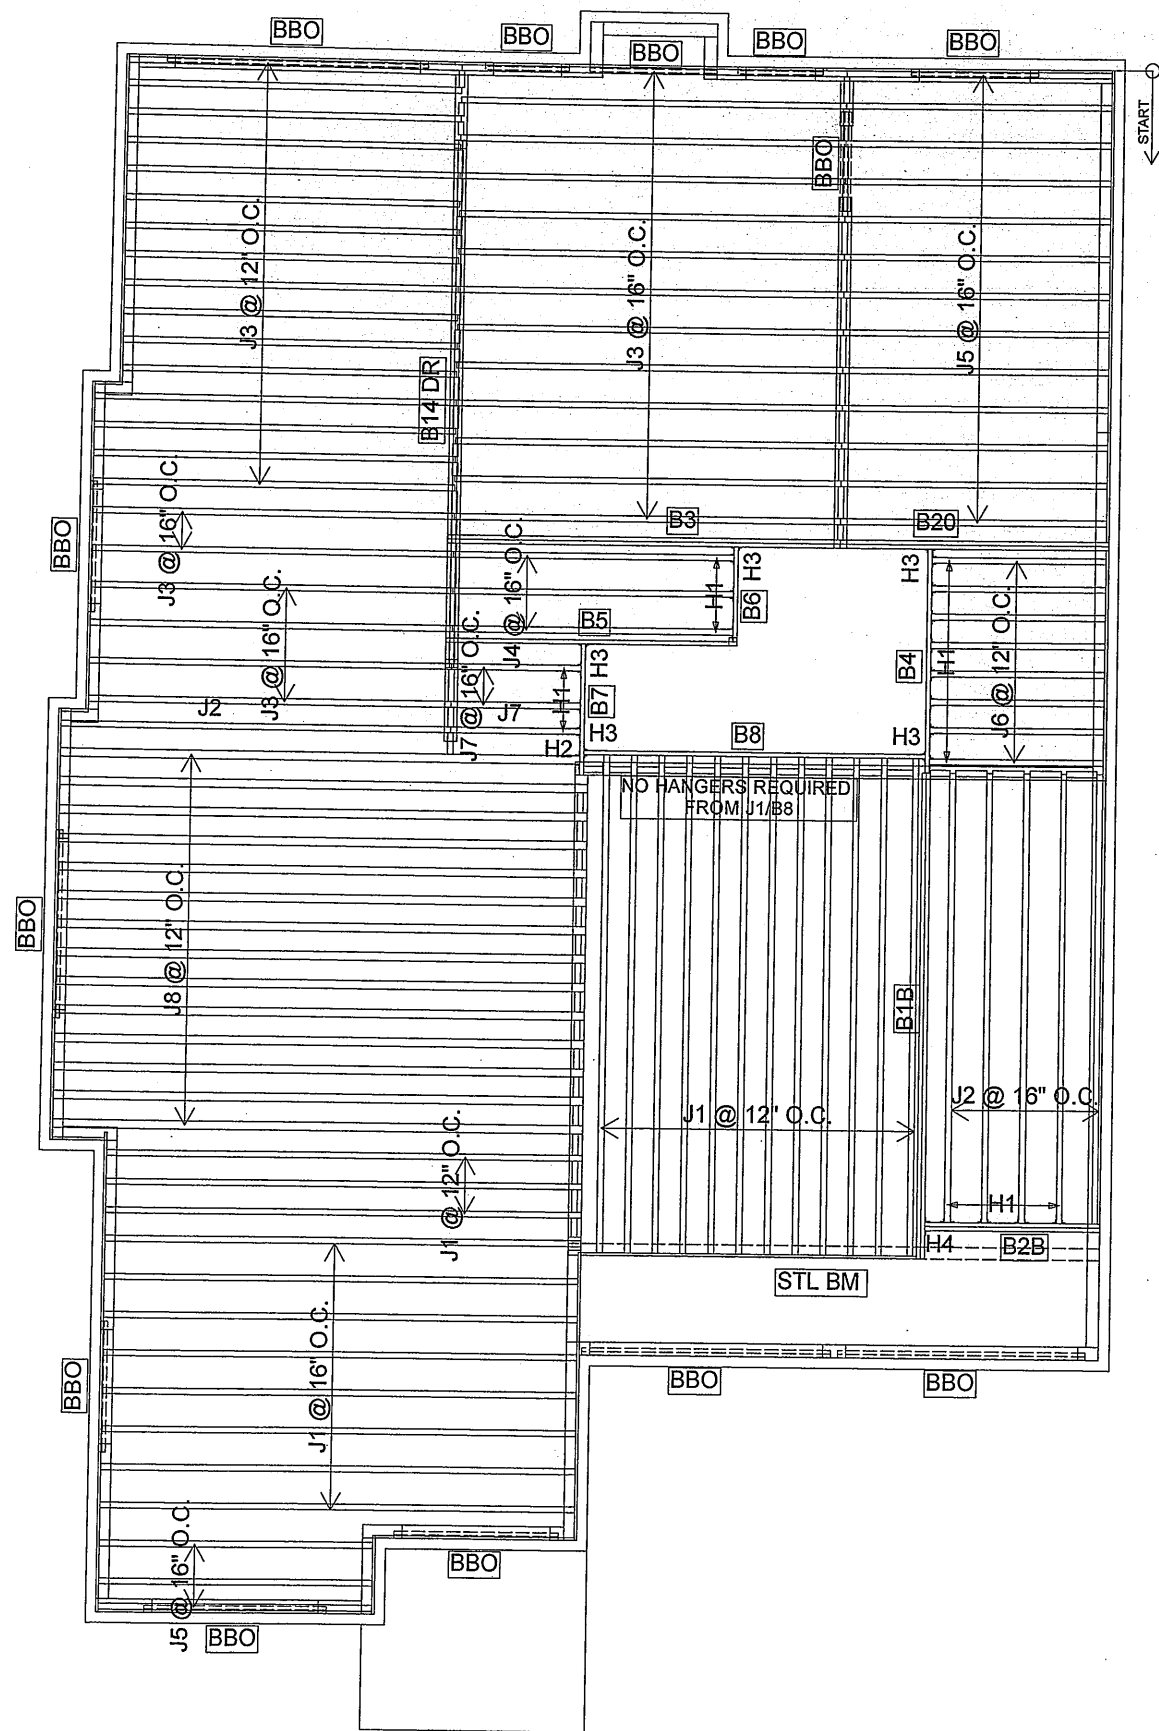 BBO
BBO
BBO
BBO
BBO
START
BBO
J3 @ 12" O.C.
J3 @ 16" O.C.
J5 @ 16" O.C.
B14 DR
BBO
J3 @ 16" O.C.
B3
B20
J4 @ 16" O.C.
H1
H3
B6
H3
J3 @ 16" O.C.
B5
H3
B4
H1
J6 @ 12" O.C.
J2
J7 @ 16" O.C.
J7
H1
B7
H2
H3
B8
H3
NO HANGERS REQUIRED
FROM J1/B8
BBO
J8 @ 12" O.C.
B1B
J1 @ 12" O.C.
J2 @ 16" O.C.
J1 @ 12" O.C.
H1
H4
B2B
STL BM
BBO
J1 @ 16" O.C.
BBO
BBO
J5 @ 16" O.C.
BBO
BBO